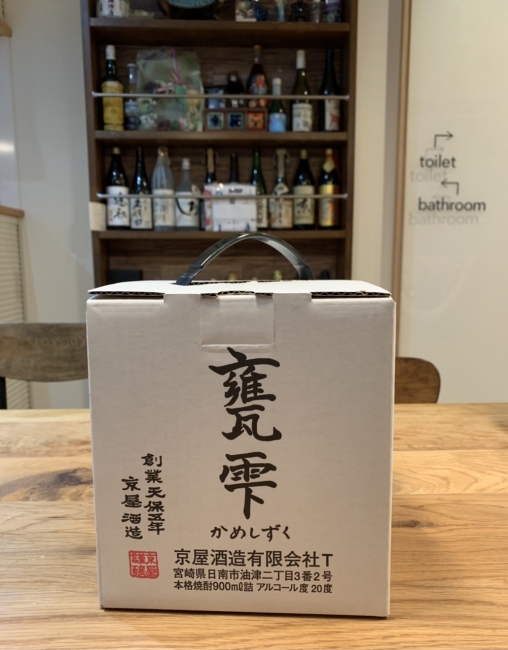 toilet
bathroom
甕
雫
かめしずく
創業天保五年
京屋酒造
京屋酒造有限会社T
宮崎県日南市油津二丁目3番2号
本格焼酎900mℓ詰 アルコール度 20度